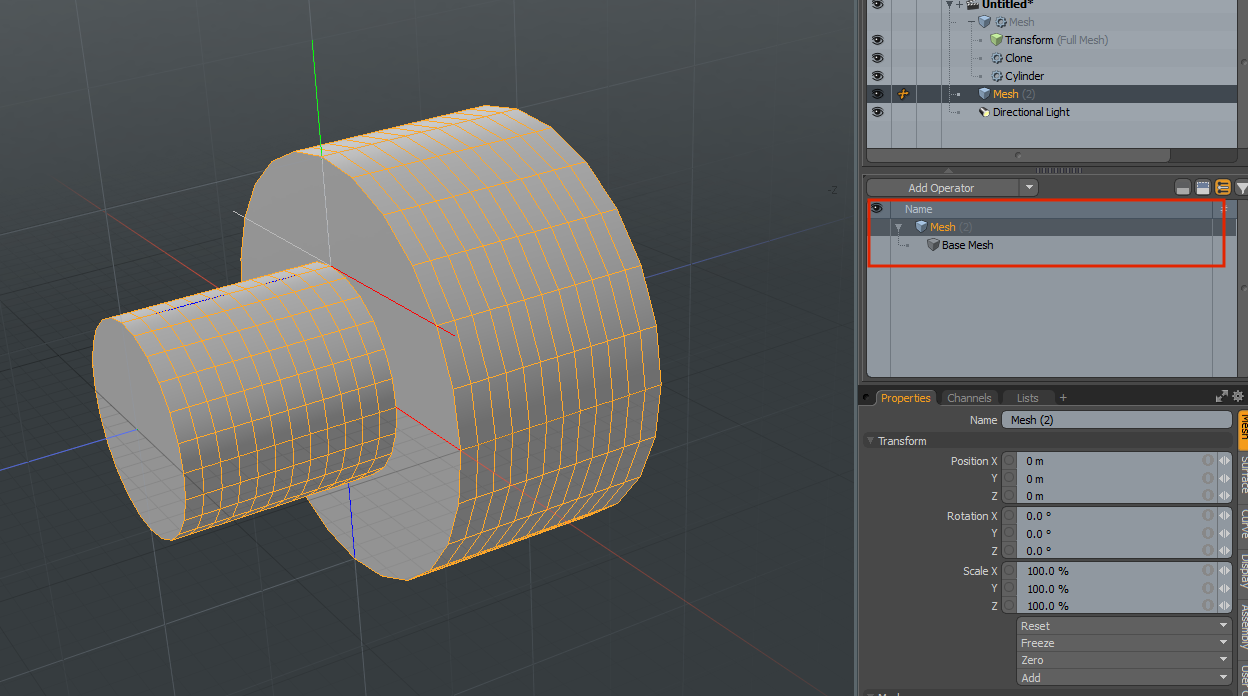 Untitled*
Mesh
Transform (Full Mesh)
Clone
Cylinder
Mesh (2)
Directional Light
-Z
Add Operator
Name
Mesh (2)
Base Mesh
Properties Channels Lists +
Name Mesh (2)
Transform
Position X 0 m
Y 0 m
Z 0 m
Rotation X 0.0 °
Y 0.0 °
Z 0.0 °
Scale X 100.0 %
Y 100.0 %
Z 100.0 %
Reset
Freeze
Zero
Add
Mesh
Surface
Curve
Display
Assembly